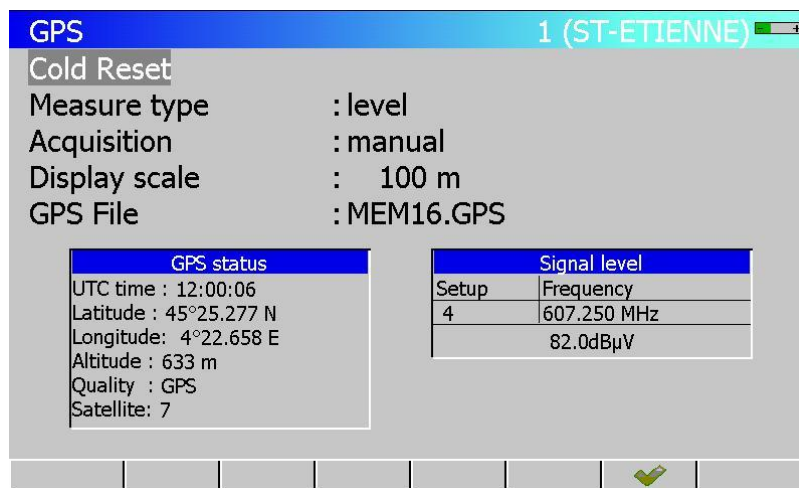 GPS 1 (ST-ETIENNE)
Cold Reset
Measure type : level
Acquisition : manual
Display scale : 100 m
GPS File : MEM16.GPS
GPS status
UTC time : 12:00:06
Latitude : 45°25.277 N
Longitude: 4°22.658 E
Altitude : 633 m
Quality : GPS
Satellite: 7
Signal level
Setup Frequency
4 607.250 MHz
82.0dBµV